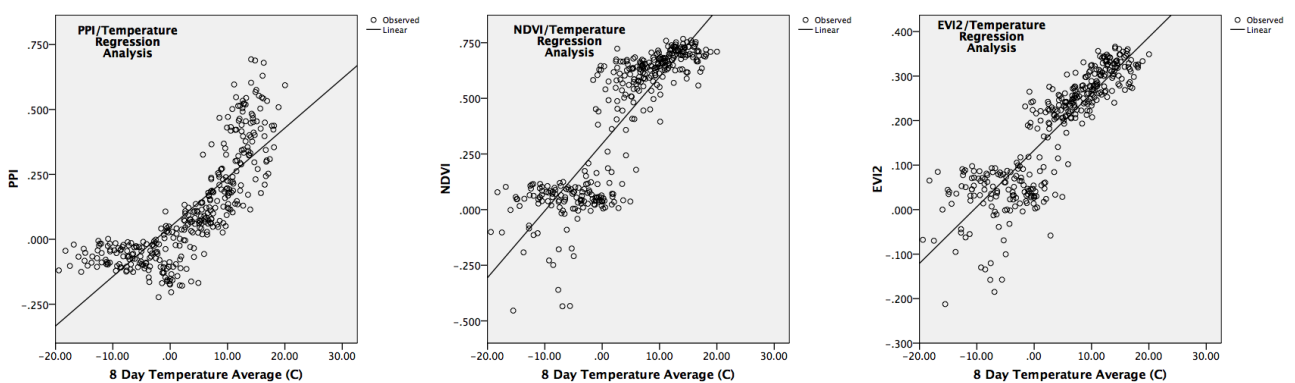 PPI/Temperature
Regression
Analysis
Observed
Linear
.750
.500
.250
.000
-.250
PPI
-20.00 -10.00 .00 10.00 20.00 30.00
8 Day Temperature Average (C)
NDVI/Temperature
Regression
Analysis
Observed
Linear
.750
.500
.250
.000
-.250
-.500
NDVI
-20.00 -10.00 .00 10.00 20.00 30.00
8 Day Temperature Average (C)
EVI2/Temperature
Regression
Analysis
Observed
Linear
.400
.300
.200
.100
.000
-.100
-.200
-.300
EVI2
-20.00 -10.00 .00 10.00 20.00 30.00
8 Day Temperature Average (C)